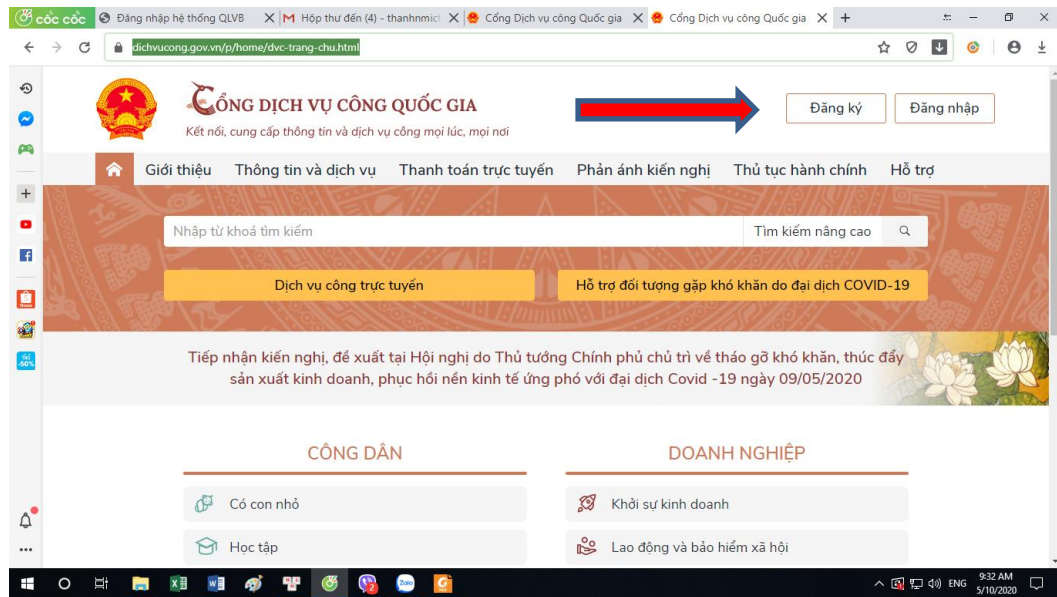 cốc cốc
Đăng nhập hệ thống QLVB
Hộp thư đến (4) - thanhnmict
Cổng Dịch vụ công Quốc gia
Cổng Dịch vụ công Quốc gia
dichvucong.gov.vn/p/home/dvc-trang-chu.html
CỔNG DỊCH VỤ CÔNG QUỐC GIA
Kết nối, cung cấp thông tin và dịch vụ công mọi lúc, mọi nơi
Đăng ký
Đăng nhập
Giới thiệu
Thông tin và dịch vụ
Thanh toán trực tuyến
Phản ánh kiến nghị
Thủ tục hành chính
Hỗ trợ
Nhập từ khoá tìm kiếm
Tìm kiếm nâng cao
Dịch vụ công trực tuyến
Hỗ trợ đối tượng gặp khó khăn do đại dịch COVID-19
Tiếp nhận kiến nghị, đề xuất tại Hội nghị do Thủ tướng Chính phủ chủ trì về tháo gỡ khó khăn, thúc đẩy
sản xuất kinh doanh, phục hồi nền kinh tế ứng phó với đại dịch Covid -19 ngày 09/05/2020
CÔNG DÂN
DOANH NGHIỆP
Có con nhỏ
Khởi sự kinh doanh
Học tập
Lao động và bảo hiểm xã hội
Zalo
ENG
9:32 AM
5/10/2020